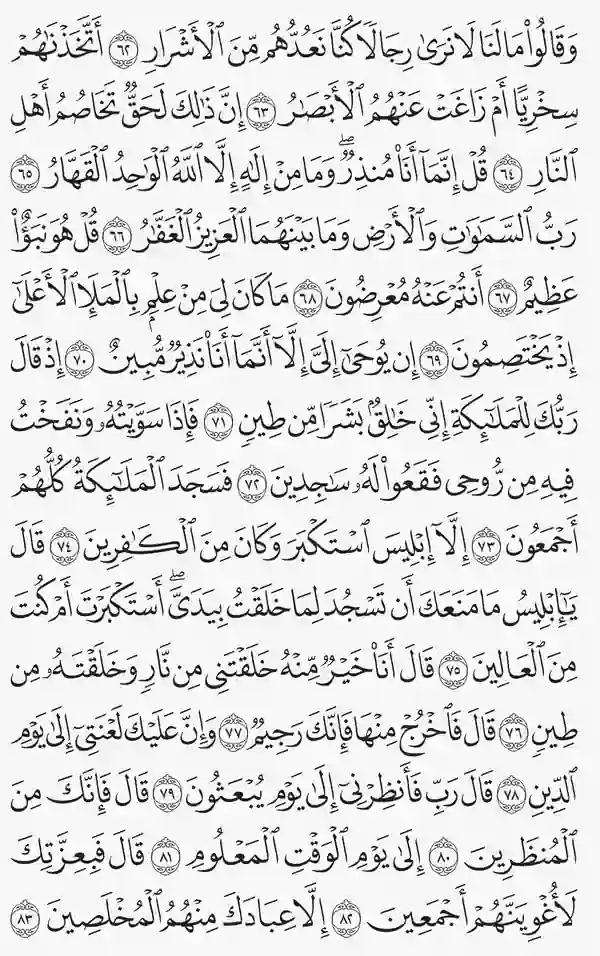 وَقَالُوا۟ مَا لَنَا لَا نَرَىٰ رِجَالًا كُنَّا نَعُدُّهُم مِّنَ ٱلْأَشْرَارِ ٦٢ أَتَّخَذْنَـٰهُمْ
سِخْرِيًّا أَمْ زَاغَتْ عَنْهُمُ ٱلْأَبْصَـٰرُ ٦٣ إِنَّ ذَٰلِكَ لَحَقٌّ تَخَاصُمُ أَهْلِ
ٱلنَّارِ ٦٤ قُلْ إِنَّمَآ أَنَا۠ مُنذِرٌ ۖ وَمَا مِنْ إِلَـٰهٍ إِلَّا ٱللَّهُ ٱلْوَٰحِدُ ٱلْقَهَّارُ ٦٥
رَبُّ ٱلسَّمَـٰوَٰتِ وَٱلْأَرْضِ وَمَا بَيْنَهُمَا ٱلْعَزِيزُ ٱلْغَفَّـٰرُ ٦٦ قُلْ هُوَ نَبَؤٌا۟
عَظِيمٌ ٦٧ أَنتُمْ عَنْهُ مُعْرِضُونَ ٦٨ مَا كَانَ لِىَ مِنْ عِلْمٍۭ بِٱلْمَلَإِ ٱلْأَعْلَىٰٓ
إِذْ يَخْتَصِمُونَ ٦٩ إِن يُوحَىٰٓ إِلَىَّ إِلَّآ أَنَّمَآ أَنَا۠ نَذِيرٌ مُّبِينٌ ٧٠ إِذْ قَالَ
رَبُّكَ لِلْمَلَـٰٓئِكَةِ إِنِّى خَـٰلِقٌۢ بَشَرًا مِّن طِينٍ ٧١ فَإِذَا سَوَّيْتُهُۥ وَنَفَخْتُ
فِيهِ مِن رُّوحِى فَقَعُوا۟ لَهُۥ سَـٰجِدِينَ ٧٢ فَسَجَدَ ٱلْمَلَـٰٓئِكَةُ كُلُّهُمْ
أَجْمَعُونَ ٧٣ إِلَّآ إِبْلِيسَ ٱسْتَكْبَرَ وَكَانَ مِنَ ٱلْكَـٰفِرِينَ ٧٤ قَالَ
يَـٰٓإِبْلِيسُ مَا مَنَعَكَ أَن تَسْجُدَ لِمَا خَلَقْتُ بِيَدَىَّ ۖ أَسْتَكْبَرْتَ أَمْ كُنتَ
مِنَ ٱلْعَالِينَ ٧٥ قَالَ أَنَا۠ خَيْرٌ مِّنْهُ ۖ خَلَقْتَنِى مِن نَّارٍ وَخَلَقْتَهُۥ مِن
طِينٍ ٧٦ قَالَ فَٱخْرُجْ مِنْهَا فَإِنَّكَ رَجِيمٌ ٧٧ وَإِنَّ عَلَيْكَ لَعْنَتِىٓ إِلَىٰ يَوْمِ
ٱلدِّينِ ٧٨ قَالَ رَبِّ فَأَنظِرْنِىٓ إِلَىٰ يَوْمِ يُبْعَثُونَ ٧٩ قَالَ فَإِنَّكَ مِنَ
ٱلْمُنظَرِينَ ٨٠ إِلَىٰ يَوْمِ ٱلْوَقْتِ ٱلْمَعْلُومِ ٨١ قَالَ فَبِعِزَّتِكَ
لَأُغْوِيَنَّهُمْ أَجْمَعِينَ ٨٢ إِلَّا عِبَادَكَ مِنْهُمُ ٱلْمُخْلَصِينَ ٨٣